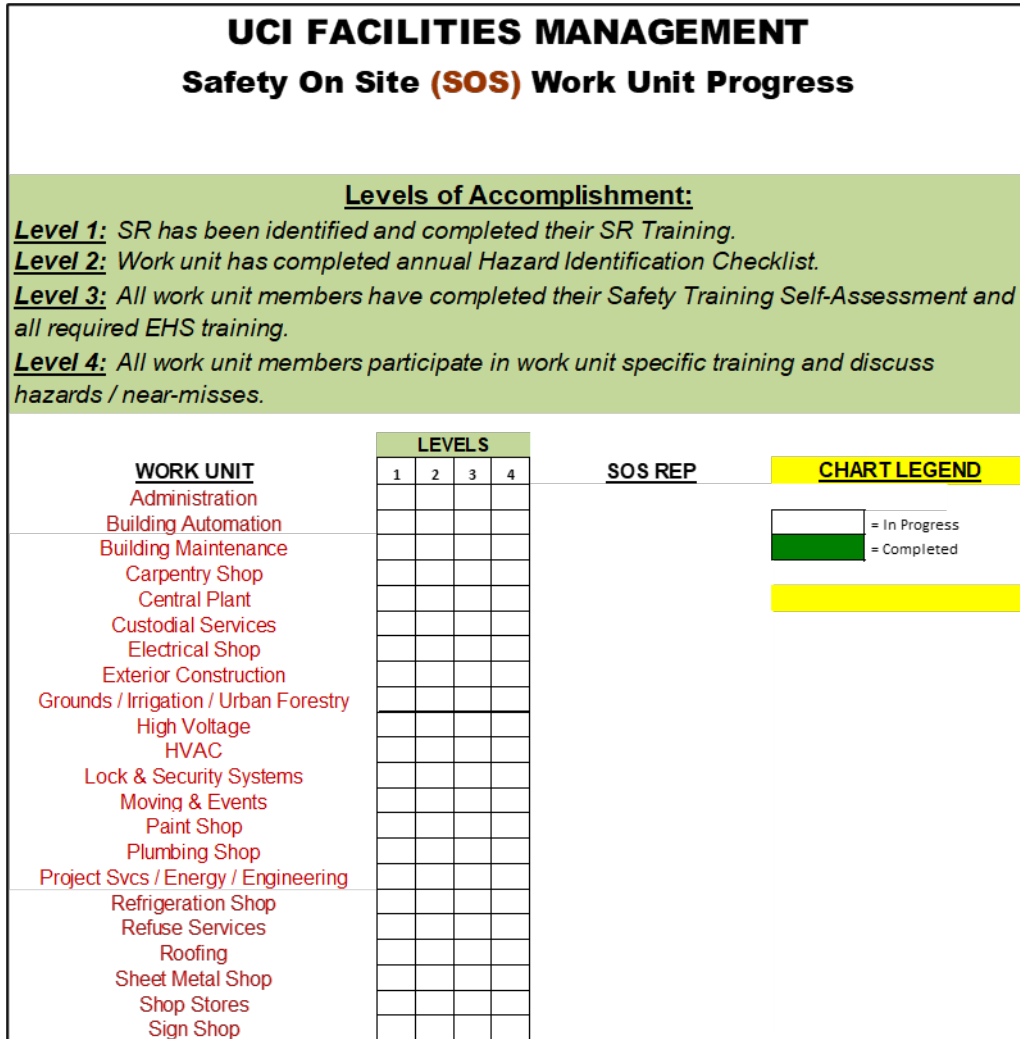 UCI FACILITIES MANAGEMENT
Safety On Site (SOS) Work Unit Progress
Levels of Accomplishment:
Level 1: SR has been identified and completed their SR Training.
Level 2: Work unit has completed annual Hazard Identification Checklist.
Level 3: All work unit members have completed their Safety Training Self-Assessment and
all required EHS training.
Level 4: All work unit members participate in work unit specific training and discuss
hazards / near-misses.
LEVELS
WORK UNIT 1 2 3 4 SOS REP CHART LEGEND
Administration
Building Automation = In Progress
Building Maintenance = Completed
Carpentry Shop
Central Plant
Custodial Services
Electrical Shop
Exterior Construction
Grounds / Irrigation / Urban Forestry
High Voltage
HVAC
Lock & Security Systems
Moving & Events
Paint Shop
Plumbing Shop
Project Svcs / Energy / Engineering
Refrigeration Shop
Refuse Services
Roofing
Sheet Metal Shop
Shop Stores
Sign Shop